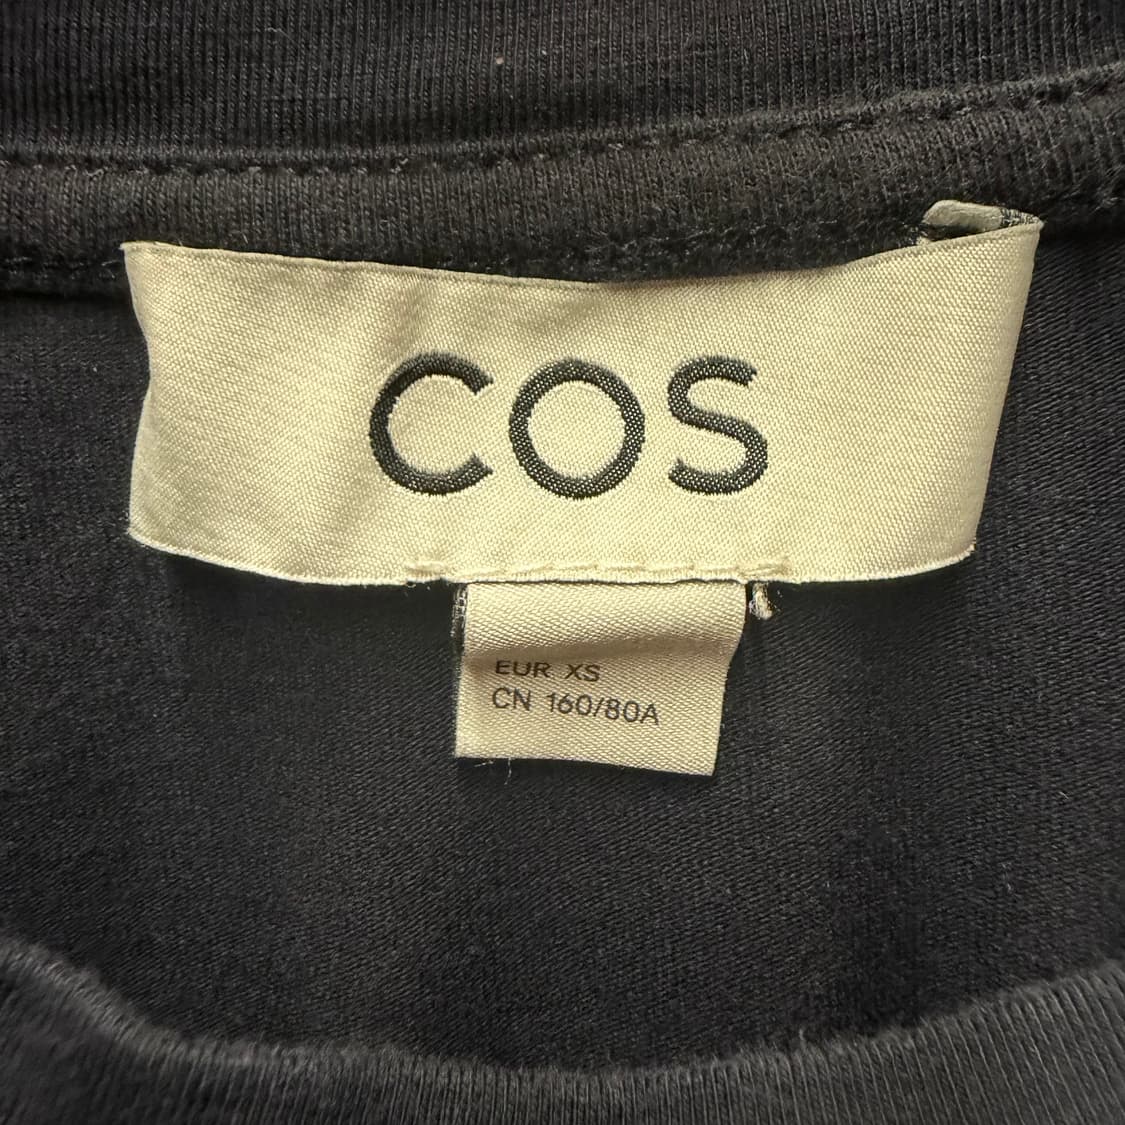 COS
EUR XS
CN 160/80A